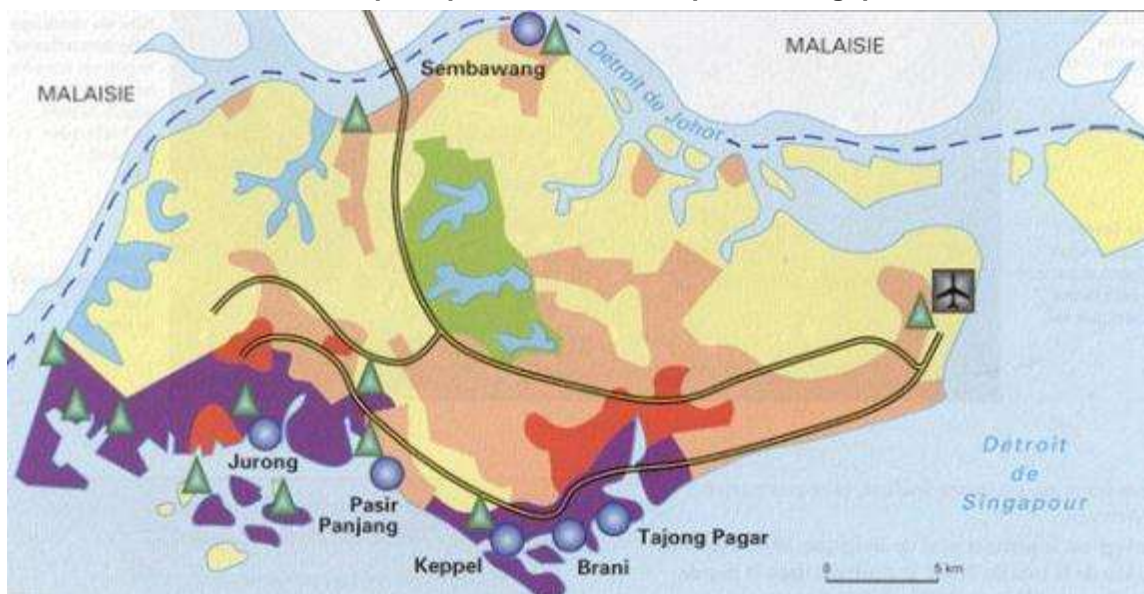 MALAISIE
MALAISIE
Sembawang
Détroit de Johor
Détroit
de
Singapour
Jurong
Pasir
Panjang
Keppel
Brani
Tajong Pagar
0 5 km